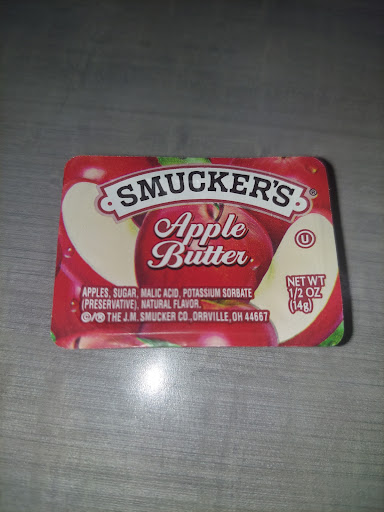 SMUCKER'S®
Apple
Butter
U
NET WT
1/2 OZ
(14g)
APPLES, SUGAR, MALIC ACID, POTASSIUM SORBATE
(PRESERVATIVE), NATURAL FLAVOR.
©/® THE J.M. SMUCKER CO., ORRVILLE, OH 44667